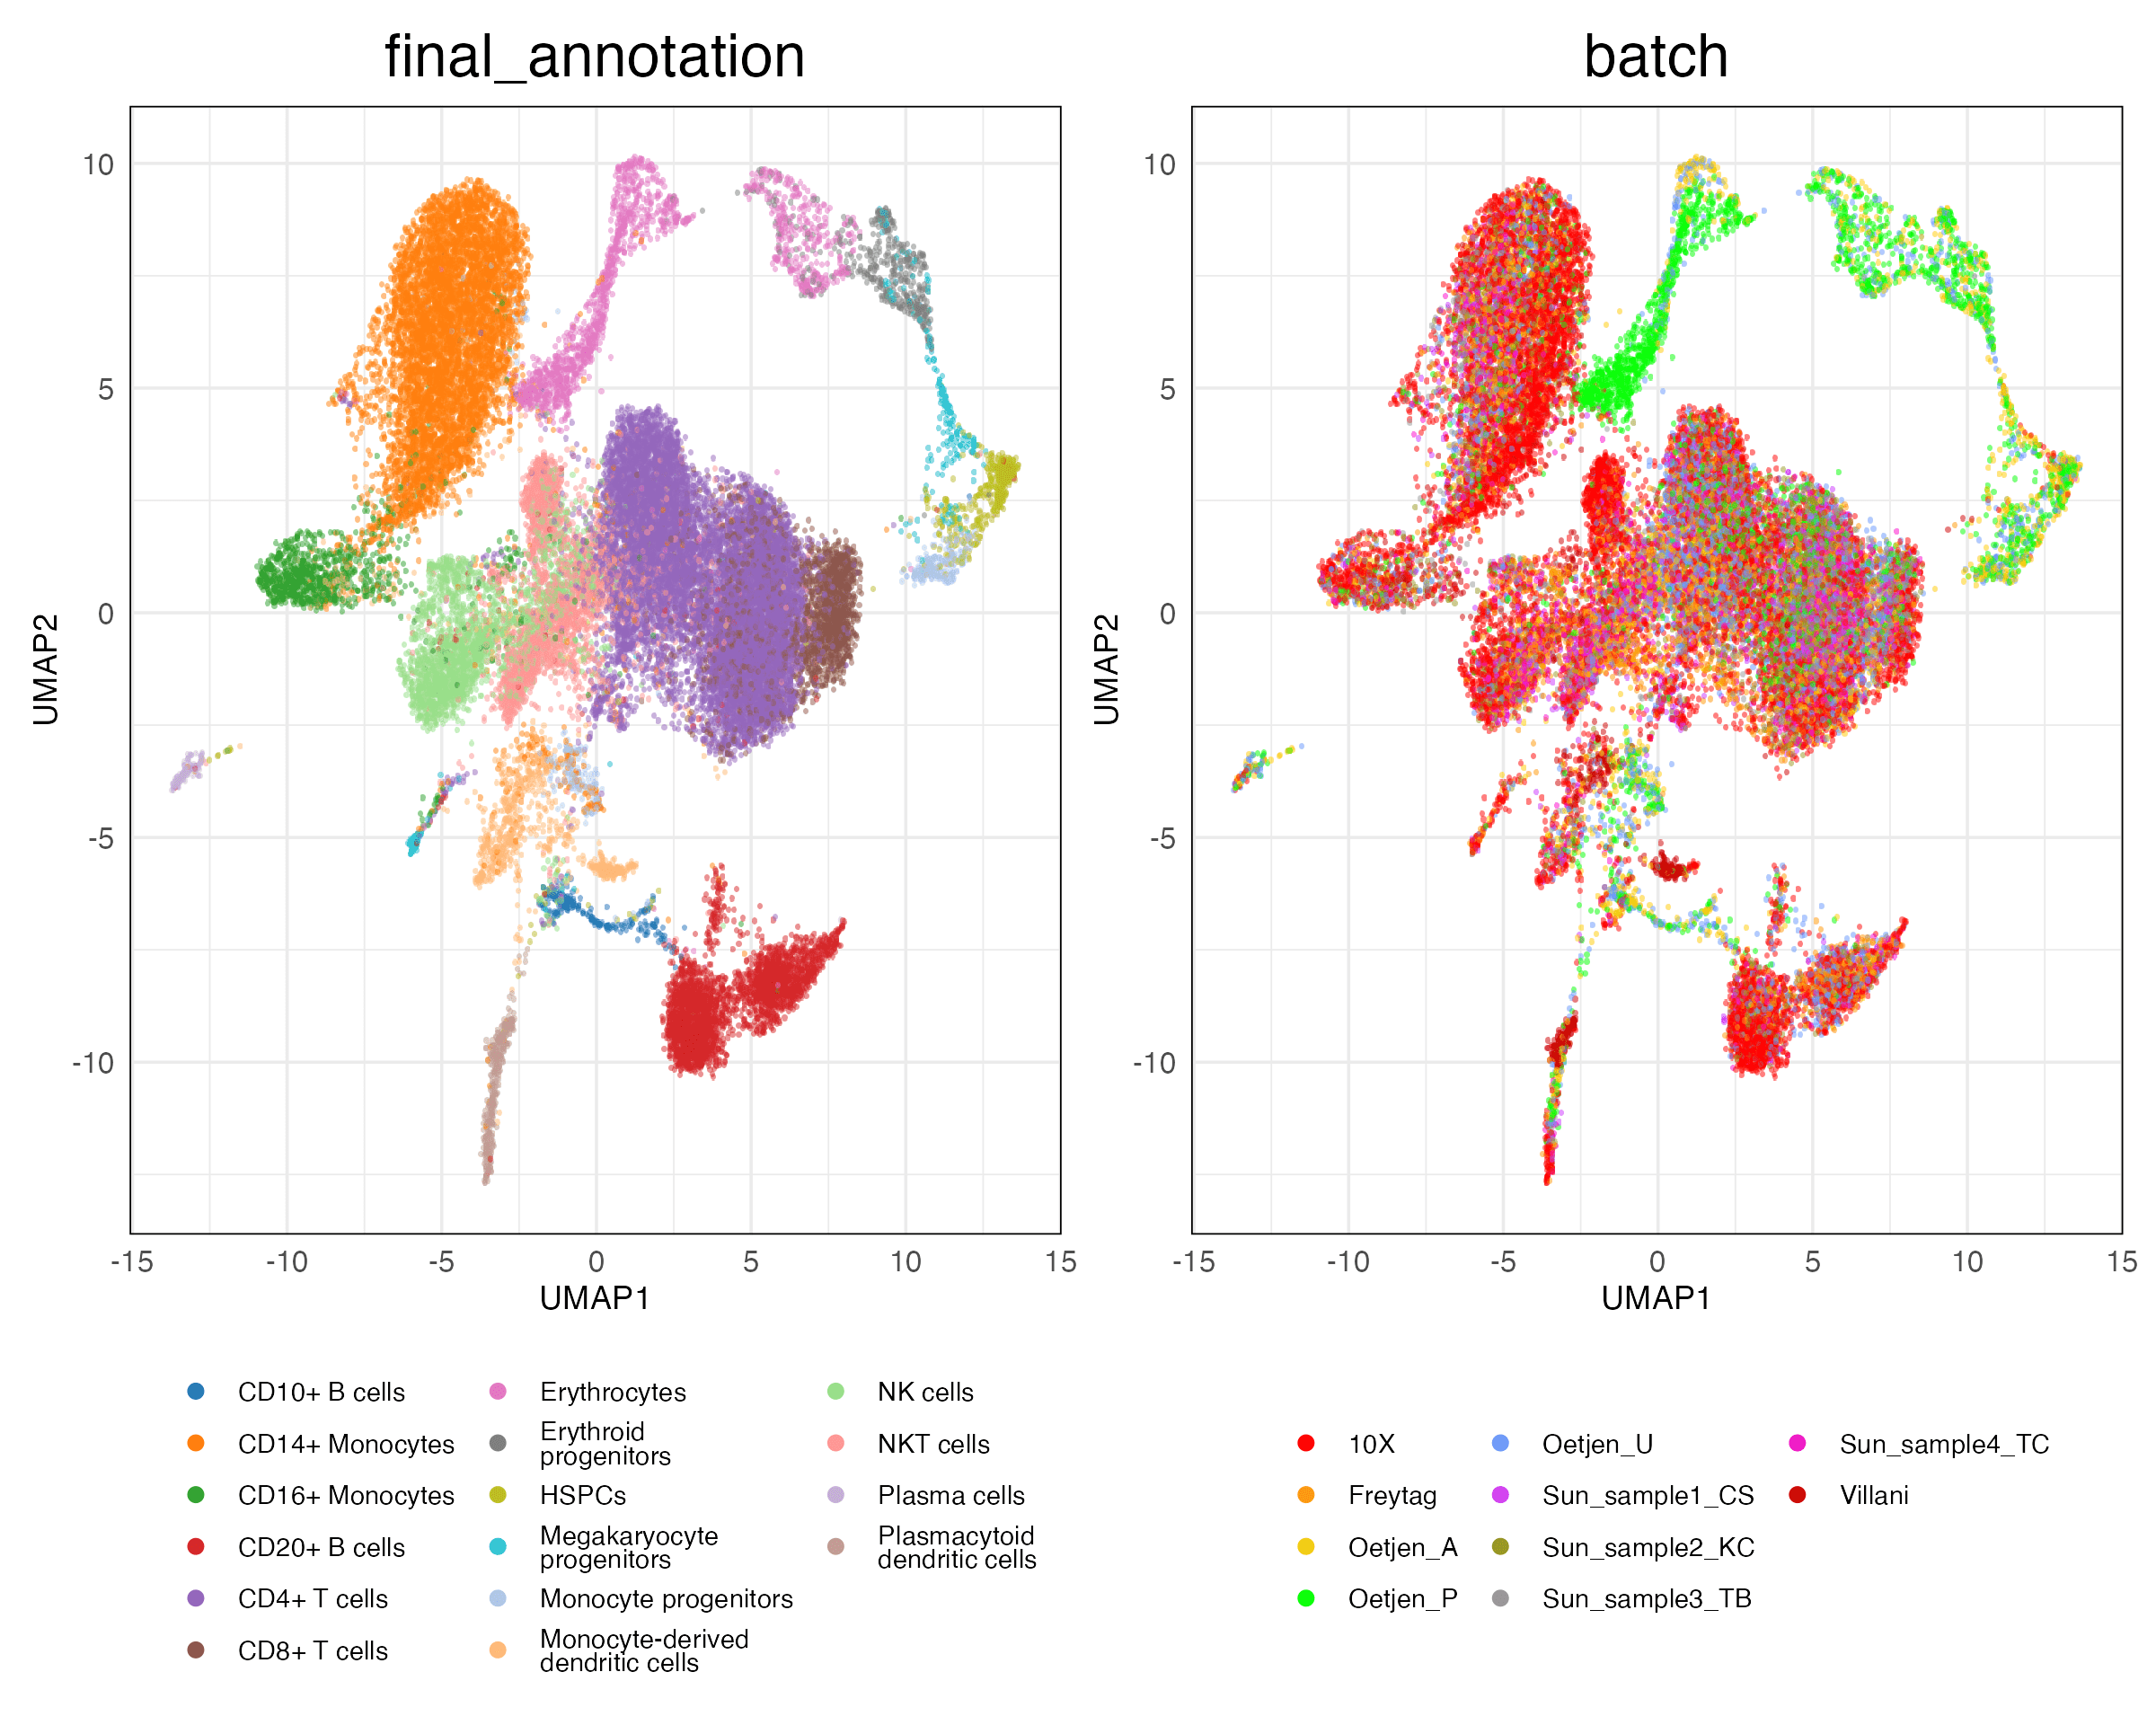 final_annotation
batch
10
5
0
-5
-10
-15
-10
-5
0
5
10
15
UMAP1
UMAP2
10
5
0
-5
-10
-15
-10
-5
0
5
10
15
UMAP1
UMAP2
CD10+ B cells
CD14+ Monocytes
CD16+ Monocytes
CD20+ B cells
CD4+ T cells
CD8+ T cells
Erythrocytes
Erythroid
progenitors
HSPCs
Megakaryocyte
progenitors
Monocyte progenitors
Monocyte-derived
dendritic cells
NK cells
NKT cells
Plasma cells
Plasmacytoid
dendritic cells
10X
Freytag
Oetjen_A
Oetjen_P
Oetjen_U
Sun_sample1_CS
Sun_sample2_KC
Sun_sample3_TB
Sun_sample4_TC
Villani